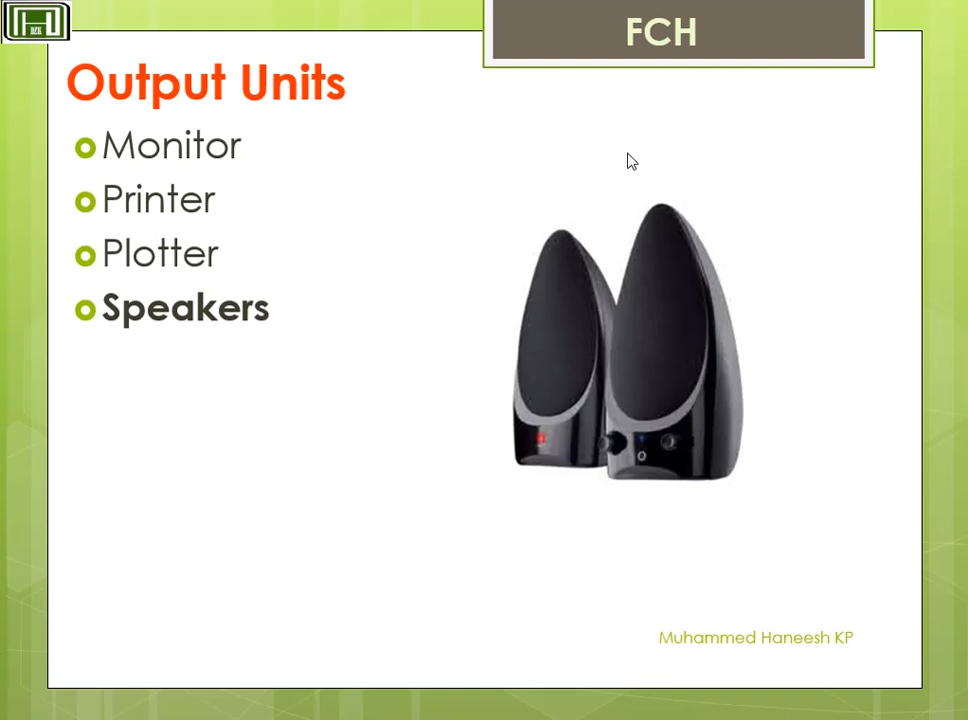 FCH
Output Units
Monitor
Printer
Plotter
Speakers
Muhammed Haneesh KP